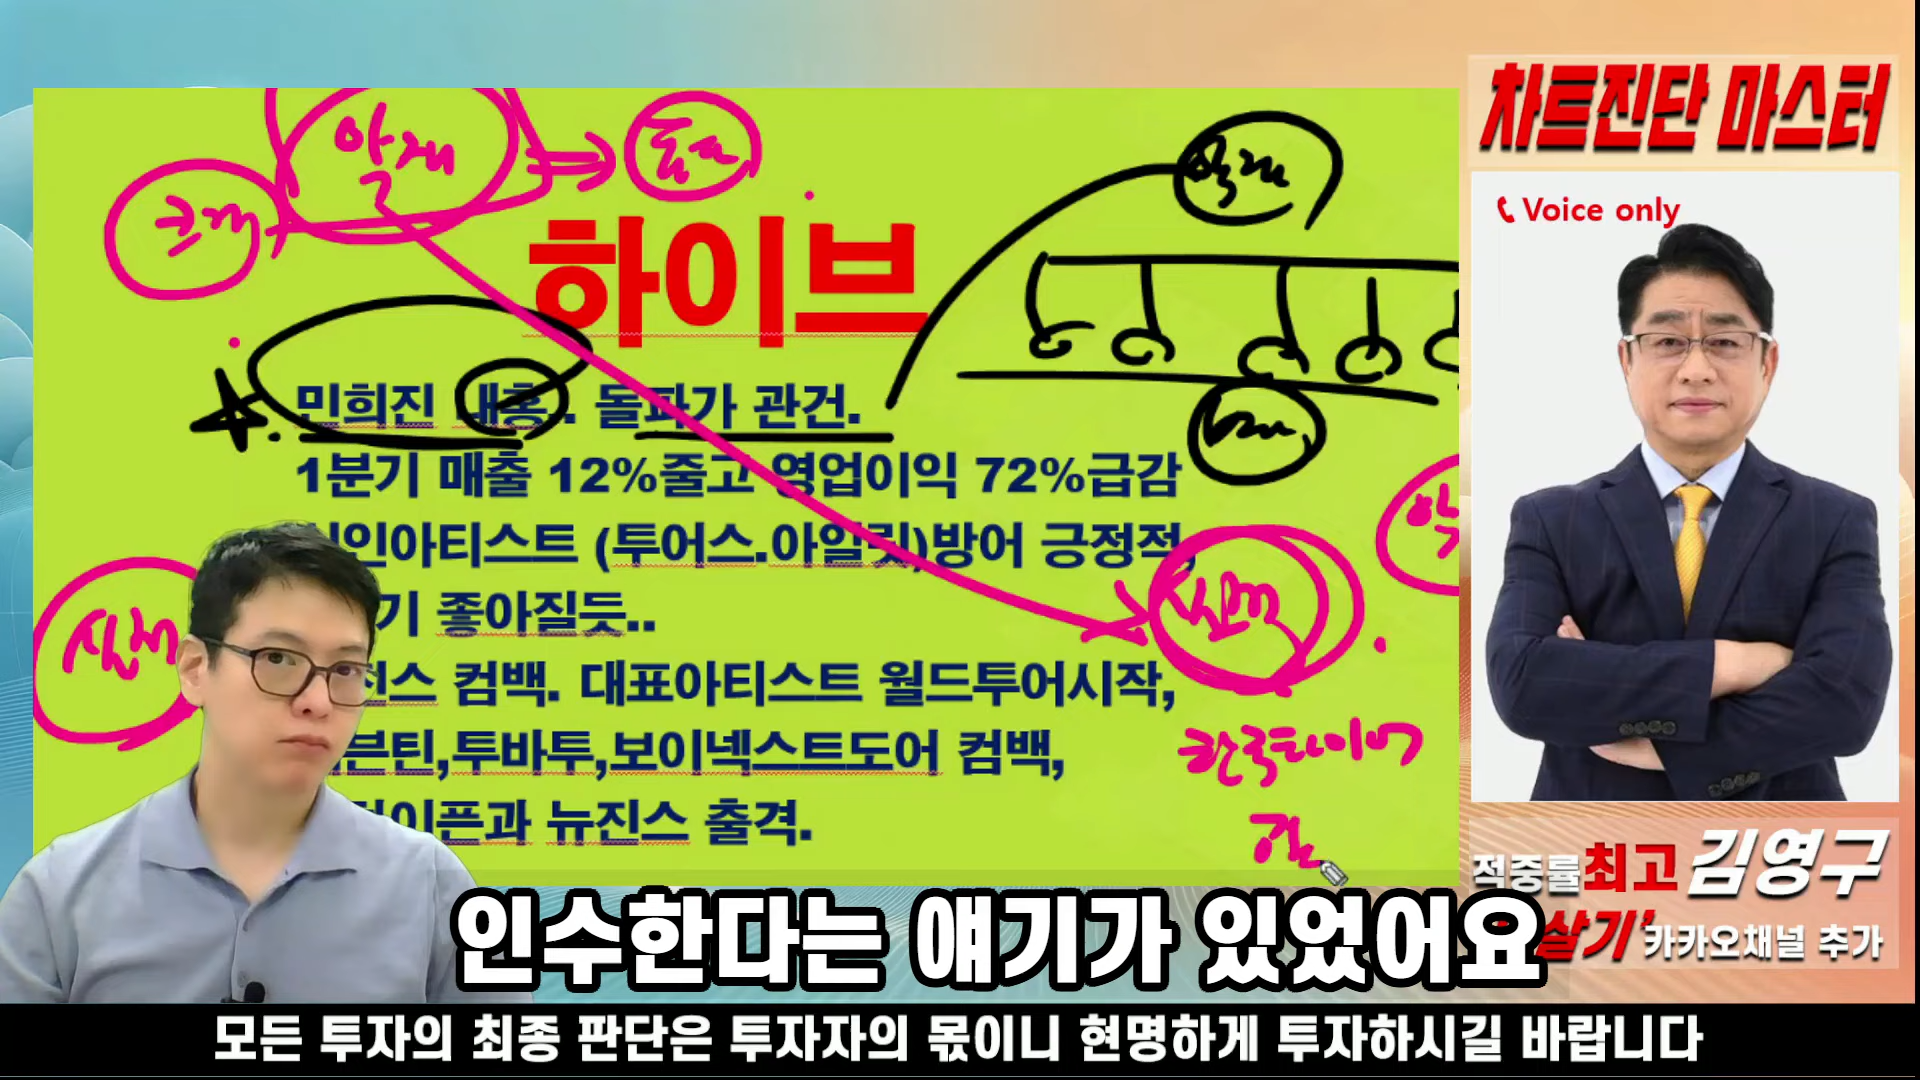 차트진단 마스터
Voice only
하이브
민희진 내홍.. 돌파가 관건.
1분기 매출 12%줄고 영업이익 72%급감
인아티스트 (투어스.아일릿)방어 긍정적,
기 좋아질듯..
컴백. 대표아티스트 월드투어시작,
븐틴,투바투,보이넥스트도어 컴백,
이픈과 뉴진스 출격.
악재
악재
적중률최고 김영구
살기' 카카오채널 추가
인수한다는 얘기가 있었어요
모든 투자의 최종 판단은 투자자의 몫이니 현명하게 투자하시길 바랍니다